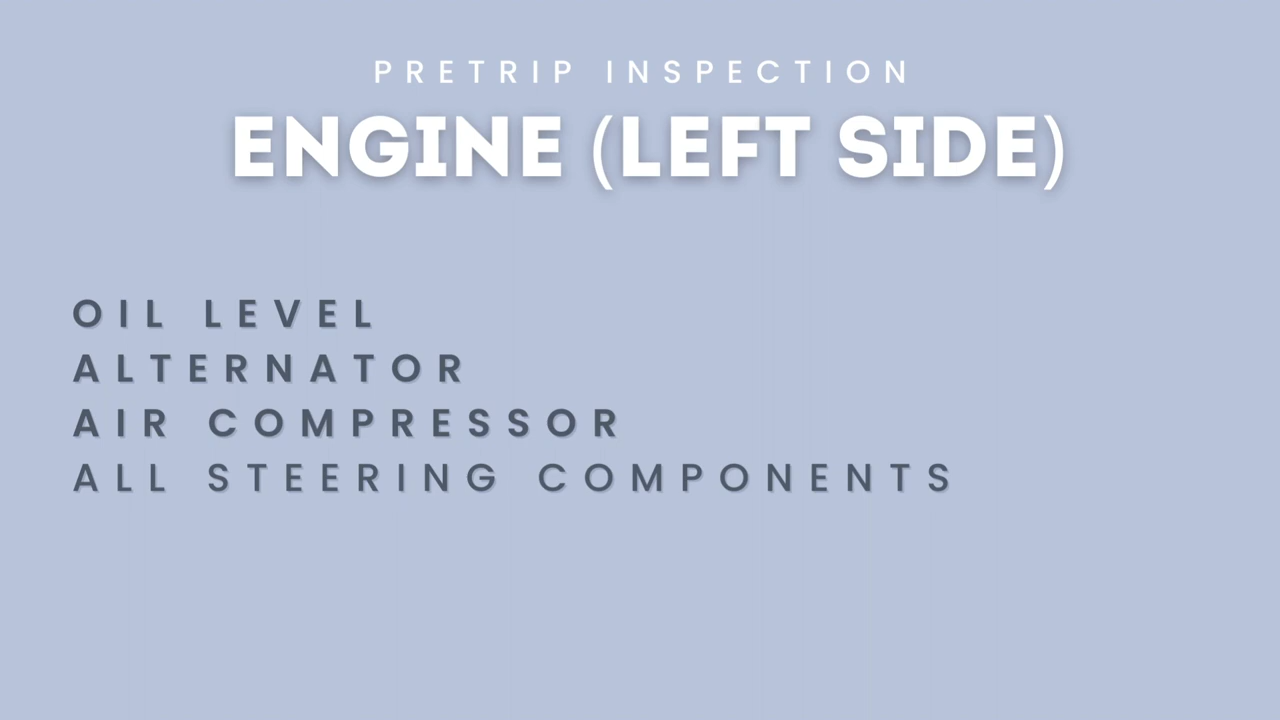 PRETRIP INSPECTION
ENGINE (LEFT SIDE)
OIL LEVEL
ALTERNATOR
AIR COMPRESSOR
ALL STEERING COMPONENTS